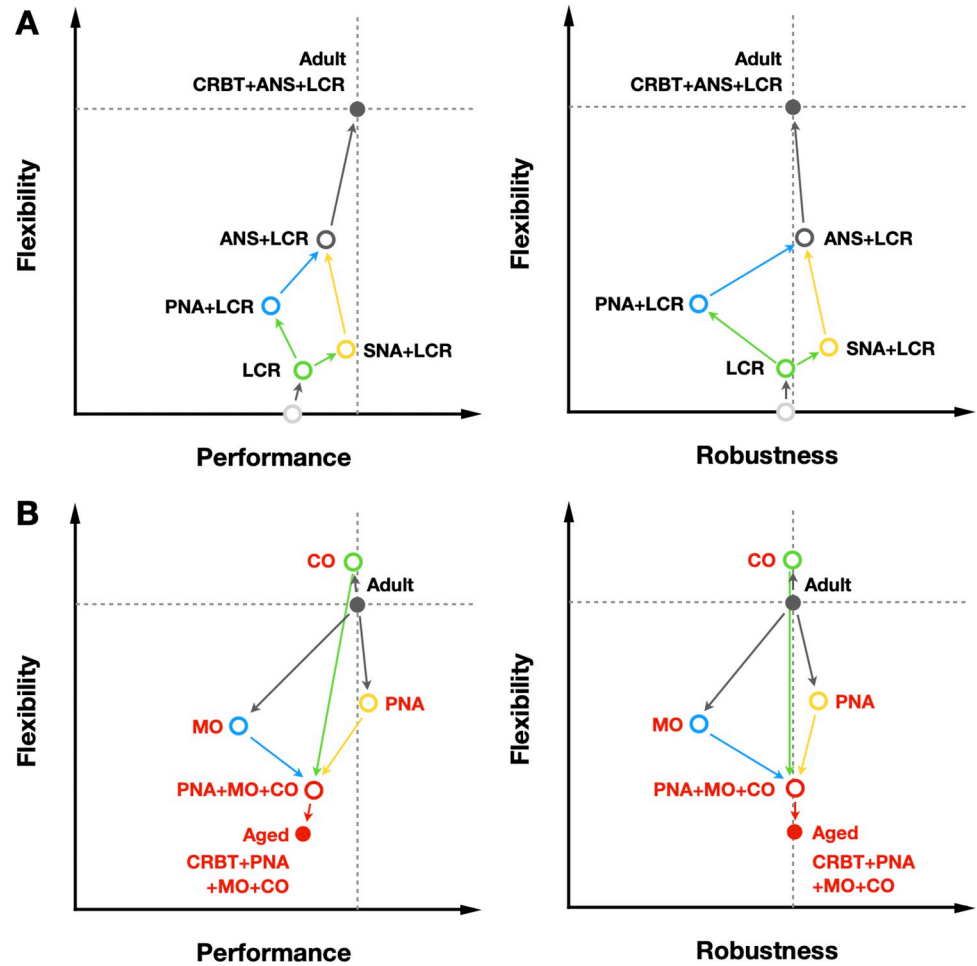 A
Adult
CRBT+ANS+LCR
Flexibility
ANS+LCR
PNA+LCR
SNA+LCR
LCR
Performance
Adult
CRBT+ANS+LCR
Flexibility
ANS+LCR
PNA+LCR
SNA+LCR
LCR
Robustness
B
CO
Adult
Flexibility
PNA
MO
PNA+MO+CO
Aged
CRBT+PNA
+MO+CO
Performance
CO
Adult
Flexibility
PNA
MO
PNA+MO+CO
Aged
CRBT+PNA
+MO+CO
Robustness